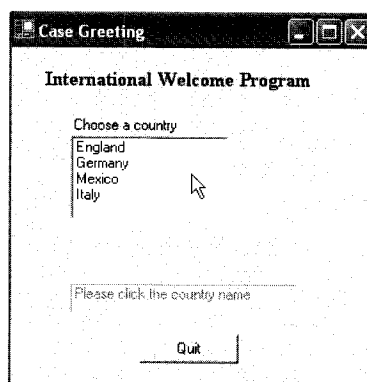 Case Greeting
International Welcome Program
Choose a country
England
Germany
Mexico
Italy
Please click the country name
Quit